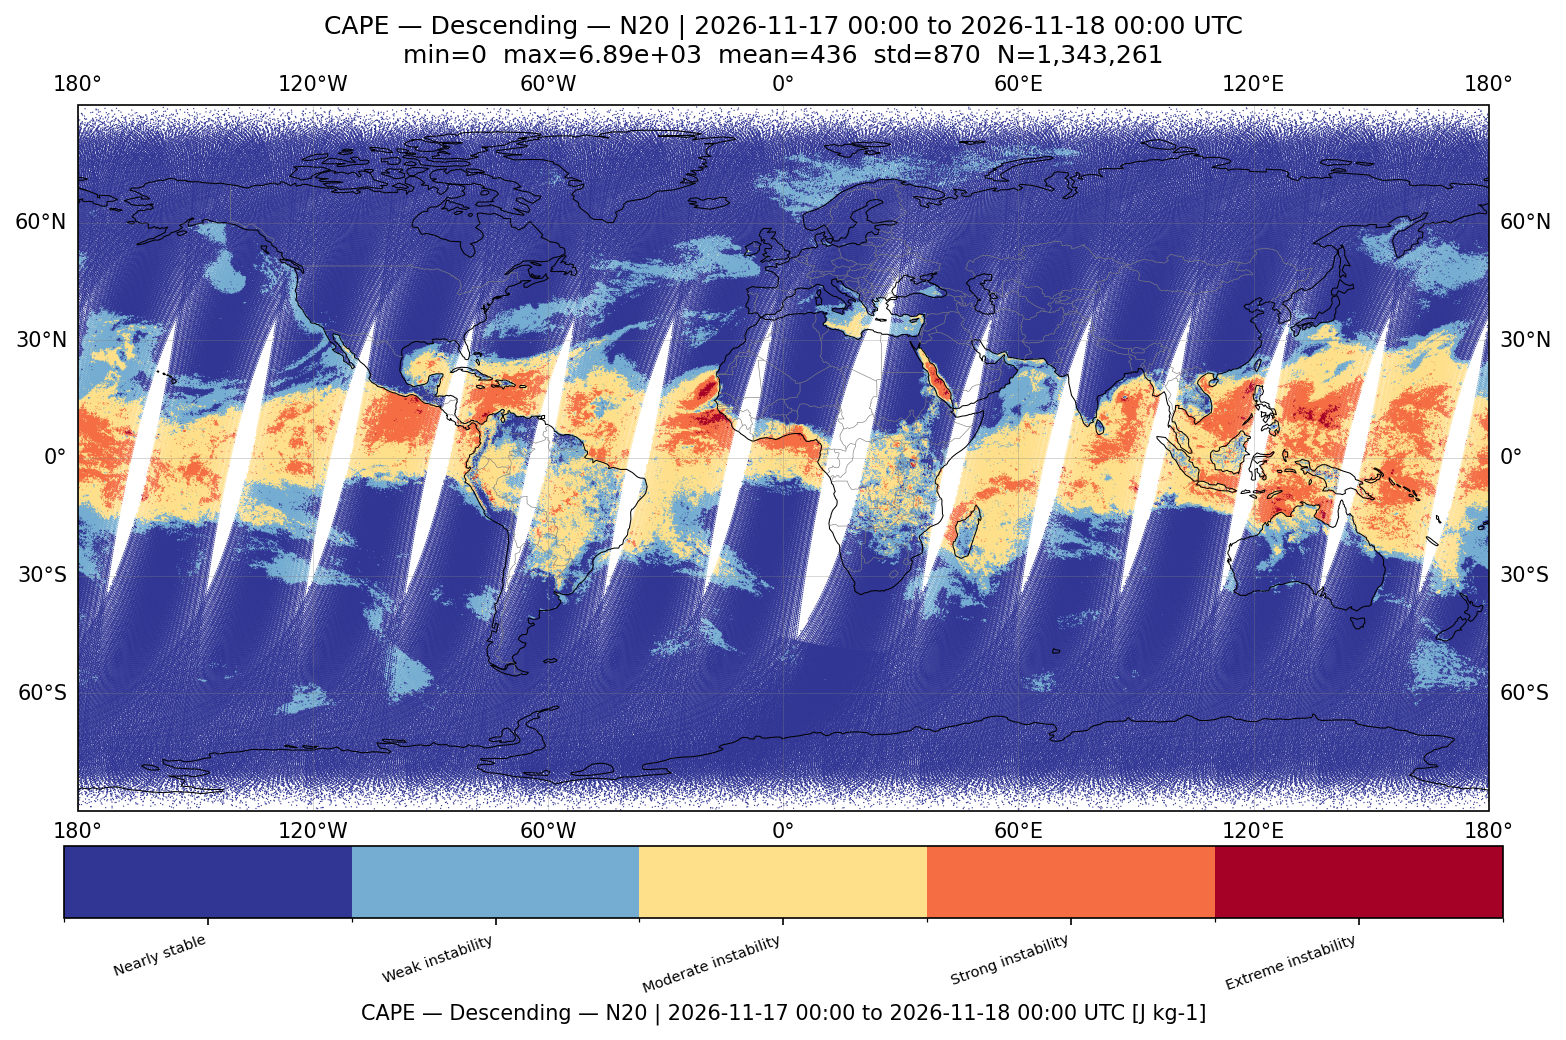 CAPE — Descending — N20 | 2026-11-17 00:00 to 2026-11-18 00:00 UTC
min=0 max=6.89e+03 mean=436 std=870 N=1,343,261
180° 120°W 60°W 0° 60°E 120°E 180°
60°N 60°N
30°N 30°N
0° 0°
30°S 30°S
60°S 60°S
180° 120°W 60°W 0° 60°E 120°E 180°
Nearly stable Weak instability Moderate instability Strong instability Extreme instability
CAPE — Descending — N20 | 2026-11-17 00:00 to 2026-11-18 00:00 UTC [J kg-1]